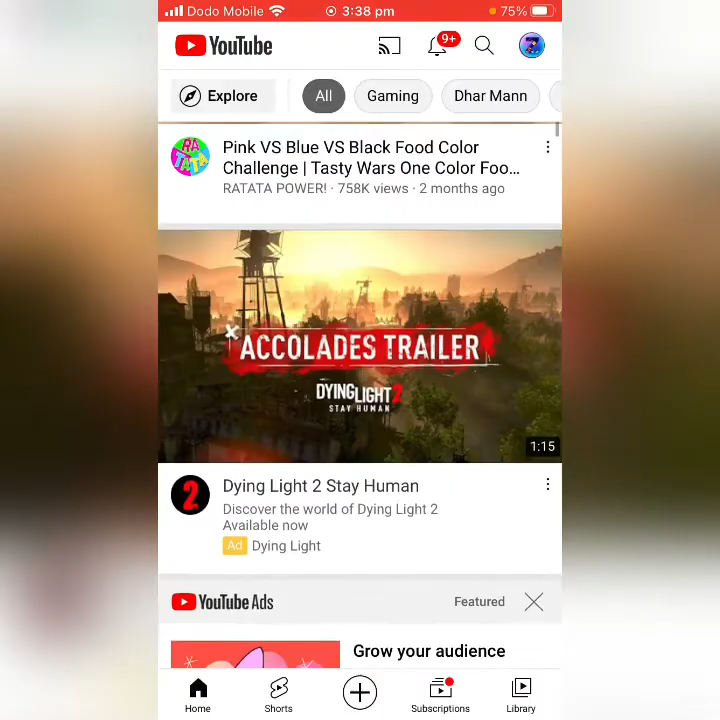 Dodo Mobile 3:38 pm 75%
YouTube 9+
Explore All Gaming Dhar Mann
RA
TATA
Pink VS Blue VS Black Food Color
Challenge | Tasty Wars One Color Foo...
RATATA POWER! · 758K views · 2 months ago
ACCOLADES TRAILER
DYING LIGHT 2
STAY HUMAN
1:15
2
Dying Light 2 Stay Human
Discover the world of Dying Light 2
Available now
Ad Dying Light
YouTube Ads Featured
Grow your audience
Home Shorts Subscriptions Library